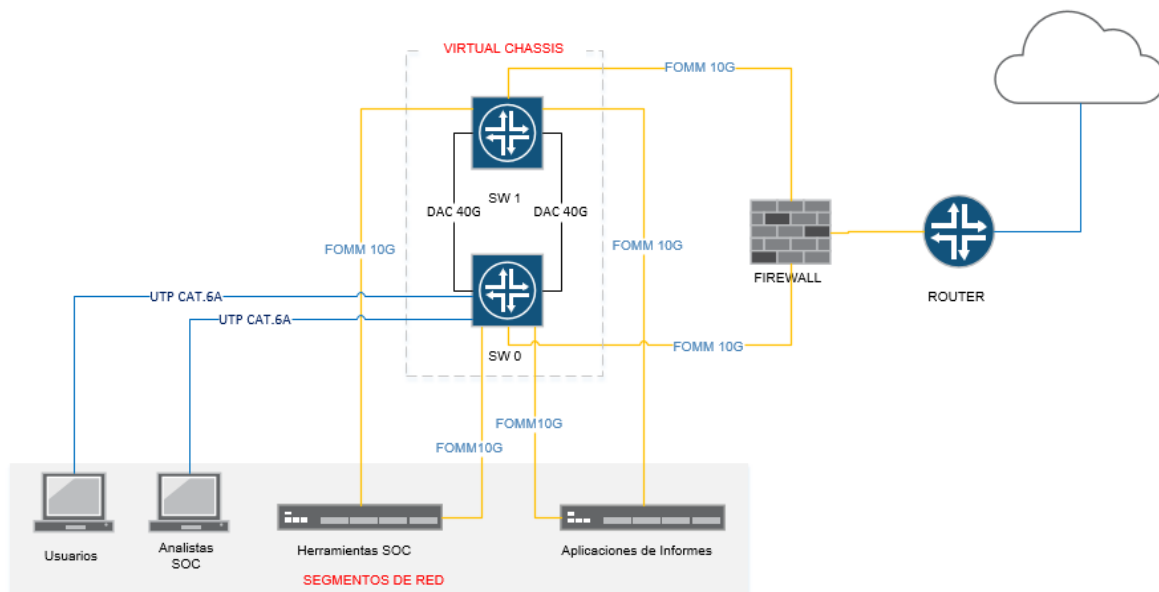 VIRTUAL CHASSIS
FOMM 10G
SW 1
DAC 40G
DAC 40G
FOMM 10G
FOMM 10G
FIREWALL
ROUTER
UTP CAT.6A
UTP CAT.6A
FOMM 10G
SW 0
FOMM10G
FOMM10G
Usuarios
Analistas
SOC
Herramientas SOC
Aplicaciones de Informes
SEGMENTOS DE RED